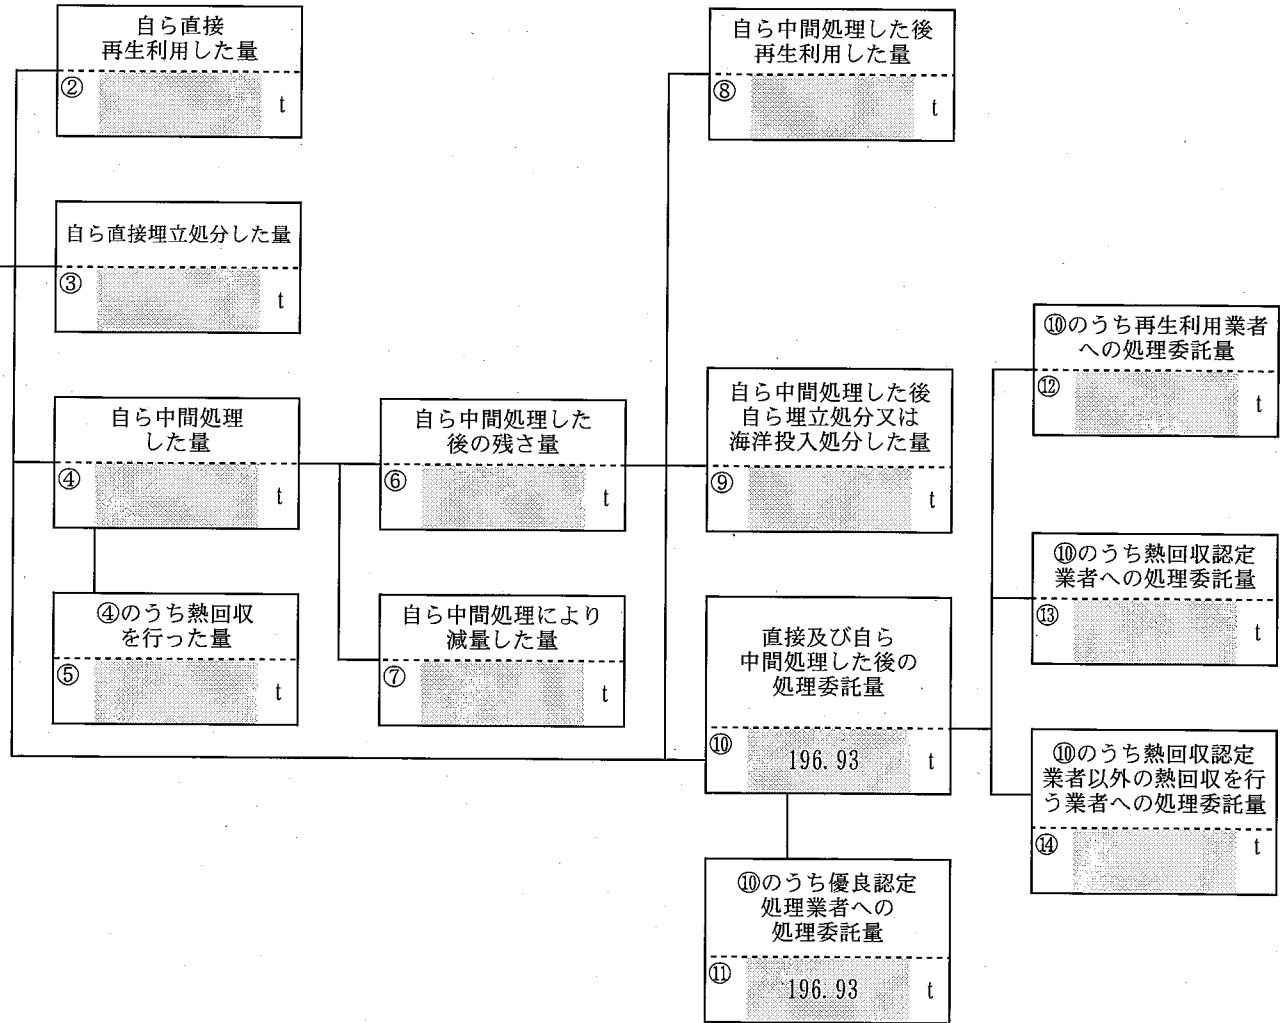 自ら直接
再生利用した量
② t
自ら直接埋立処分した量
③ t
自ら中間処理
した量
④ t
④のうち熱回収
を行った量
⑤ t
自ら中間処理した
後の残さ量
⑥ t
自ら中間処理により
減量した量
⑦ t
自ら中間処理した後
再生利用した量
⑧ t
自ら中間処理した後
自ら埋立処分又は
海洋投入処分した量
⑨ t
直接及び自ら
中間処理した後の
処理委託量
⑩ 196.93 t
⑩のうち優良認定
処理業者への
処理委託量
⑪ 196.93 t
⑩のうち再生利用業者
への処理委託量
⑫ t
⑩のうち熱回収認定
業者への処理委託量
⑬ t
⑩のうち熱回収認定
業者以外の熱回収を行
う業者への処理委託量
⑭ t